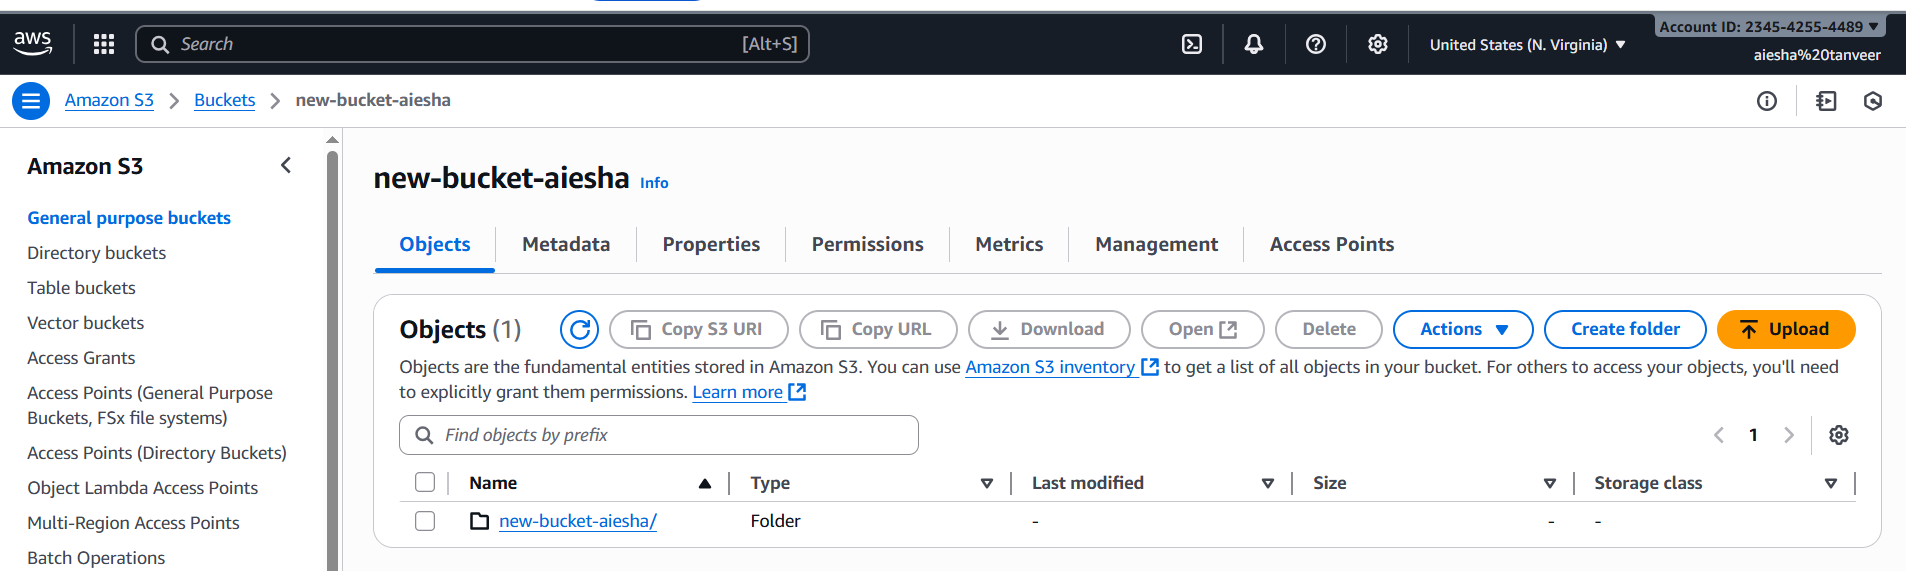 aws
Search [Alt+S]
United States (N. Virginia)
Account ID: 2345-4255-4489
aiesha%20tanveer
Amazon S3 Buckets new-bucket-aiesha
Amazon S3
General purpose buckets
Directory buckets
Table buckets
Vector buckets
Access Grants
Access Points (General Purpose
Buckets, FSx file systems)
Access Points (Directory Buckets)
Object Lambda Access Points
Multi-Region Access Points
Batch Operations
new-bucket-aiesha Info
Objects Metadata Properties Permissions Metrics Management Access Points
Objects (1) Copy S3 URI Copy URL Download Open Delete Actions Create folder Upload
Objects are the fundamental entities stored in Amazon S3. You can use Amazon S3 inventory to get a list of all objects in your bucket. For others to access your objects, you'll need
to explicitly grant them permissions. Learn more
Find objects by prefix 1
Name Type Last modified Size Storage class
new-bucket-aiesha/ Folder - - -